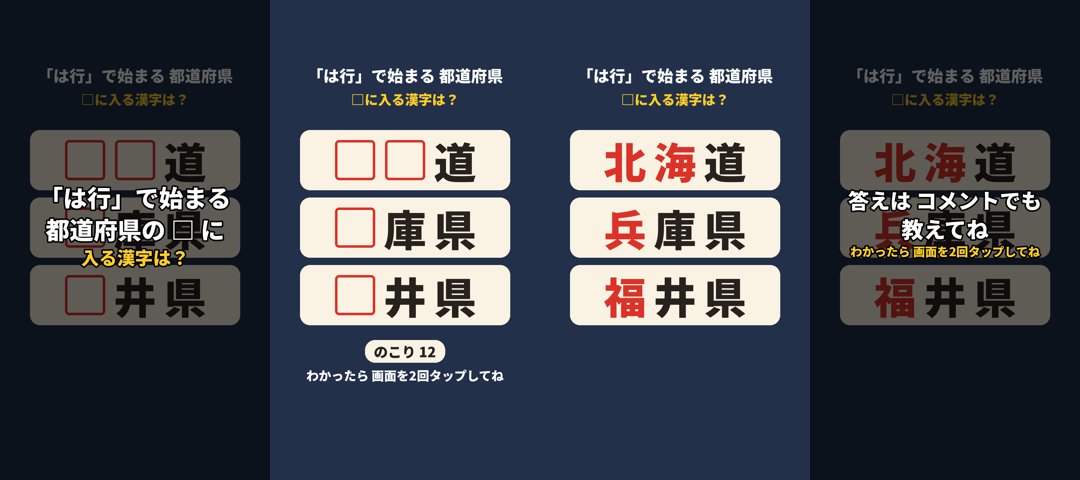 「は行」で始まる 都道府県
□に入る漢字は？
□□道
□庫県
□井県
「は行」で始まる
都道府県の □ に
入る漢字は？
「は行」で始まる 都道府県
□に入る漢字は？
□□道
□庫県
□井県
のこり 12
わかったら 画面を2回タップしてね
「は行」で始まる 都道府県
□に入る漢字は？
北海道
兵庫県
福井県
「は行」で始まる 都道府県
□に入る漢字は？
北海道
兵庫県
福井県
答えは コメントでも
教えてね
わかったら 画面を2回タップしてね